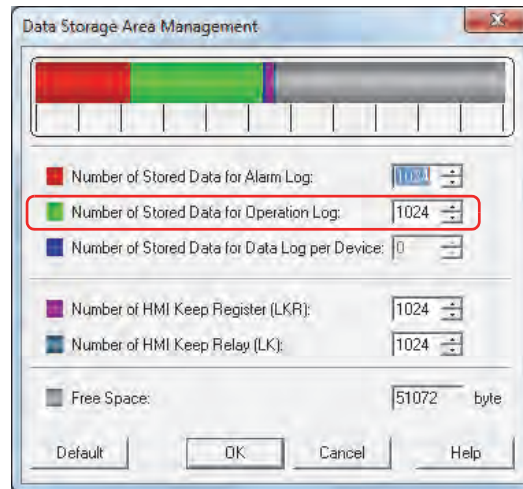 Data Storage Area Management
Number of Stored Data for Alarm Log: 1024
Number of Stored Data for Operation Log: 1024
Number of Stored Data for Data Log per Device: 0
Number of HMI Keep Register (LKR): 1024
Number of HMI Keep Relay (LK): 1024
Free Space: 51072 byte
Default OK Cancel Help